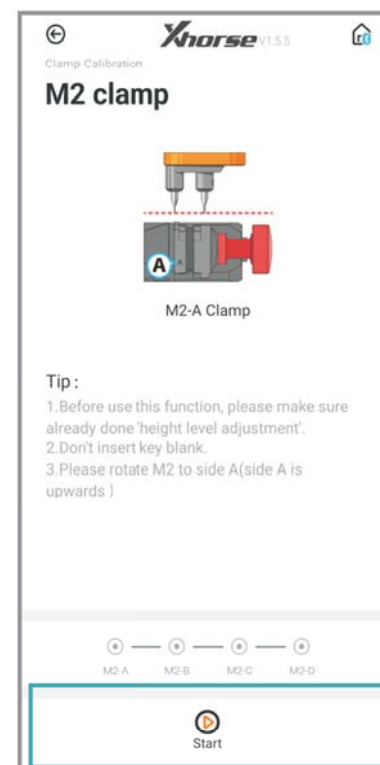 Xhorse V1.5.5
Clamp Calibration
M2 clamp
A
M2-A Clamp
Tip :
1.Before use this function, please make sure
already done 'height level adjustment'.
2.Don't insert key blank.
3.Please rotate M2 to side A(side A is
upwards )
M2-A M2-B M2-C M2-D
Start